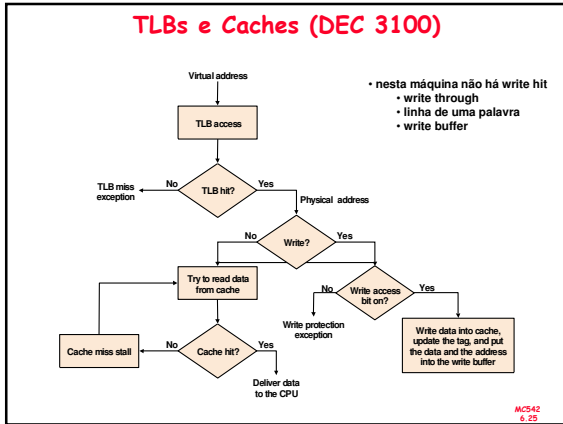 TLBs e Caches (DEC 3100)
Virtual address
• nesta máquina não há write hit
• write through
• linha de uma palavra
• write buffer
TLB access
TLB miss
exception
No
TLB hit?
Yes
Physical address
No
Write?
Yes
Try to read data
from cache
No
Write access
bit on?
Yes
Write protection
exception
Write data into cache,
update the tag, and put
the data and the address
into the write buffer
Cache miss stall
No
Cache hit?
Yes
Deliver data
to the CPU
MC542
6.25